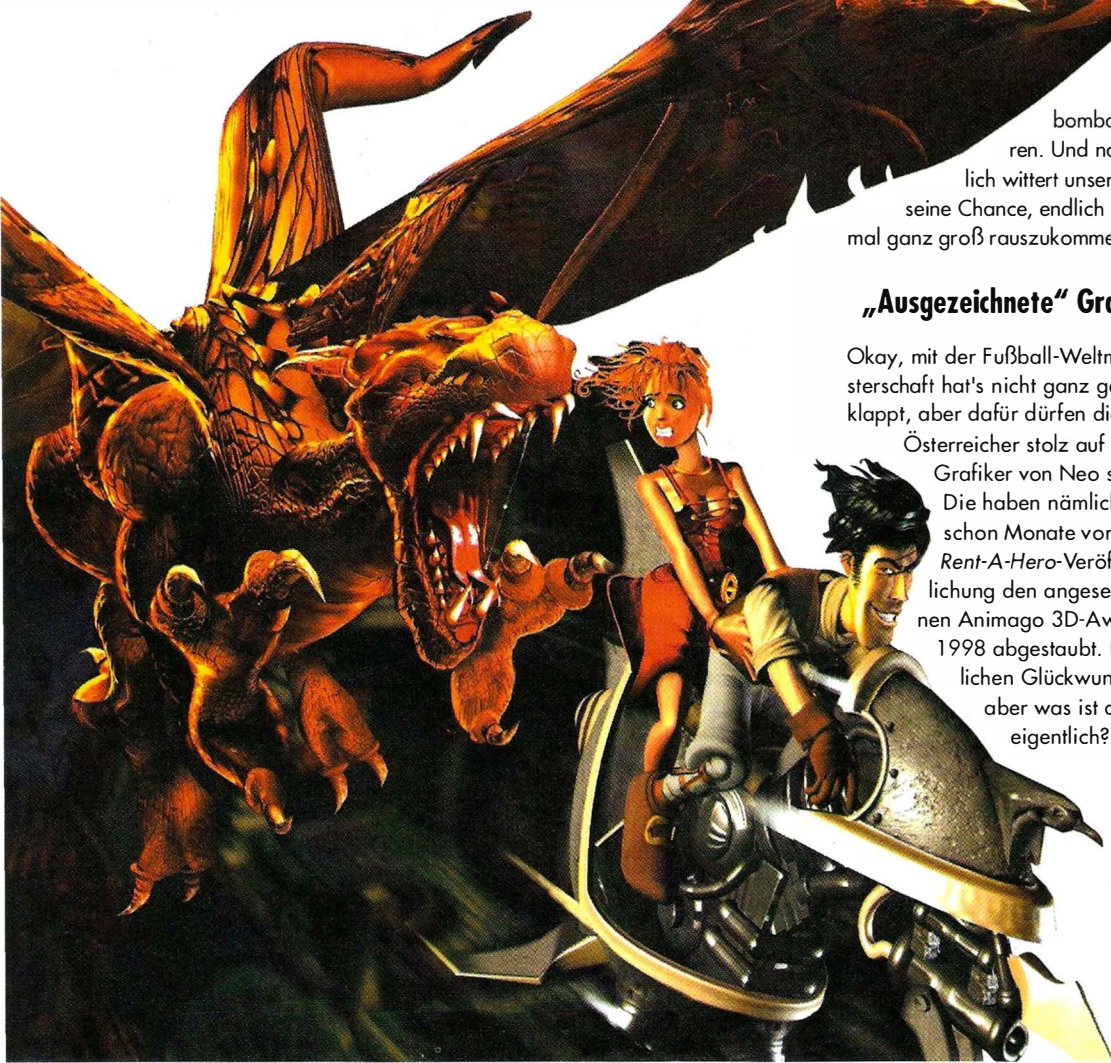 bomba
ren. Und na
lich wittert unser
seine Chance, endlich
mal ganz groß rauszukomme
„Ausgezeichnete“ Gra
Okay, mit der Fußball-Weltm
sterschaft hat's nicht ganz ge
klappt, aber dafür dürfen di
Österreicher stolz auf
Grafiker von Neo s
Die haben nämlich
schon Monate vor
Rent-A-Hero-Veröf
lichung den angese
nen Animago 3D-Aw
1998 abgestaubt.
lichen Glückwun
aber was ist d
eigentlich?